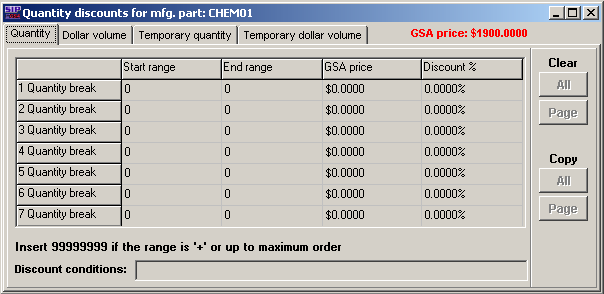 SIP Quantity discounts for mfg. part: CHEM01
Quantity Dollar volume Temporary quantity Temporary dollar volume GSA price: $1900.0000
Start range End range GSA price Discount %
1 Quantity break 0 0 $0.0000 0.0000%
2 Quantity break 0 0 $0.0000 0.0000%
3 Quantity break 0 0 $0.0000 0.0000%
4 Quantity break 0 0 $0.0000 0.0000%
5 Quantity break 0 0 $0.0000 0.0000%
6 Quantity break 0 0 $0.0000 0.0000%
7 Quantity break 0 0 $0.0000 0.0000%
Insert 99999999 if the range is '+' or up to maximum order
Discount conditions:
Clear
All
Page
Copy
All
Page